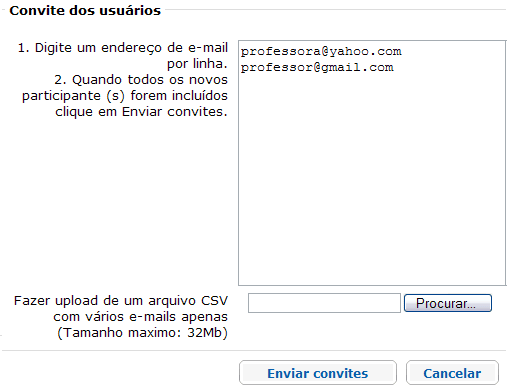 Convite dos usuários
1. Digite um endereço de e-mail
por linha.
2. Quando todos os novos
participante (s) forem incluídos
clique em Enviar convites.
professora@yahoo.com
professor@gmail.com
Fazer upload de um arquivo CSV
com vários e-mails apenas
(Tamanho maximo: 32Mb)
Procurar...
Enviar convites
Cancelar